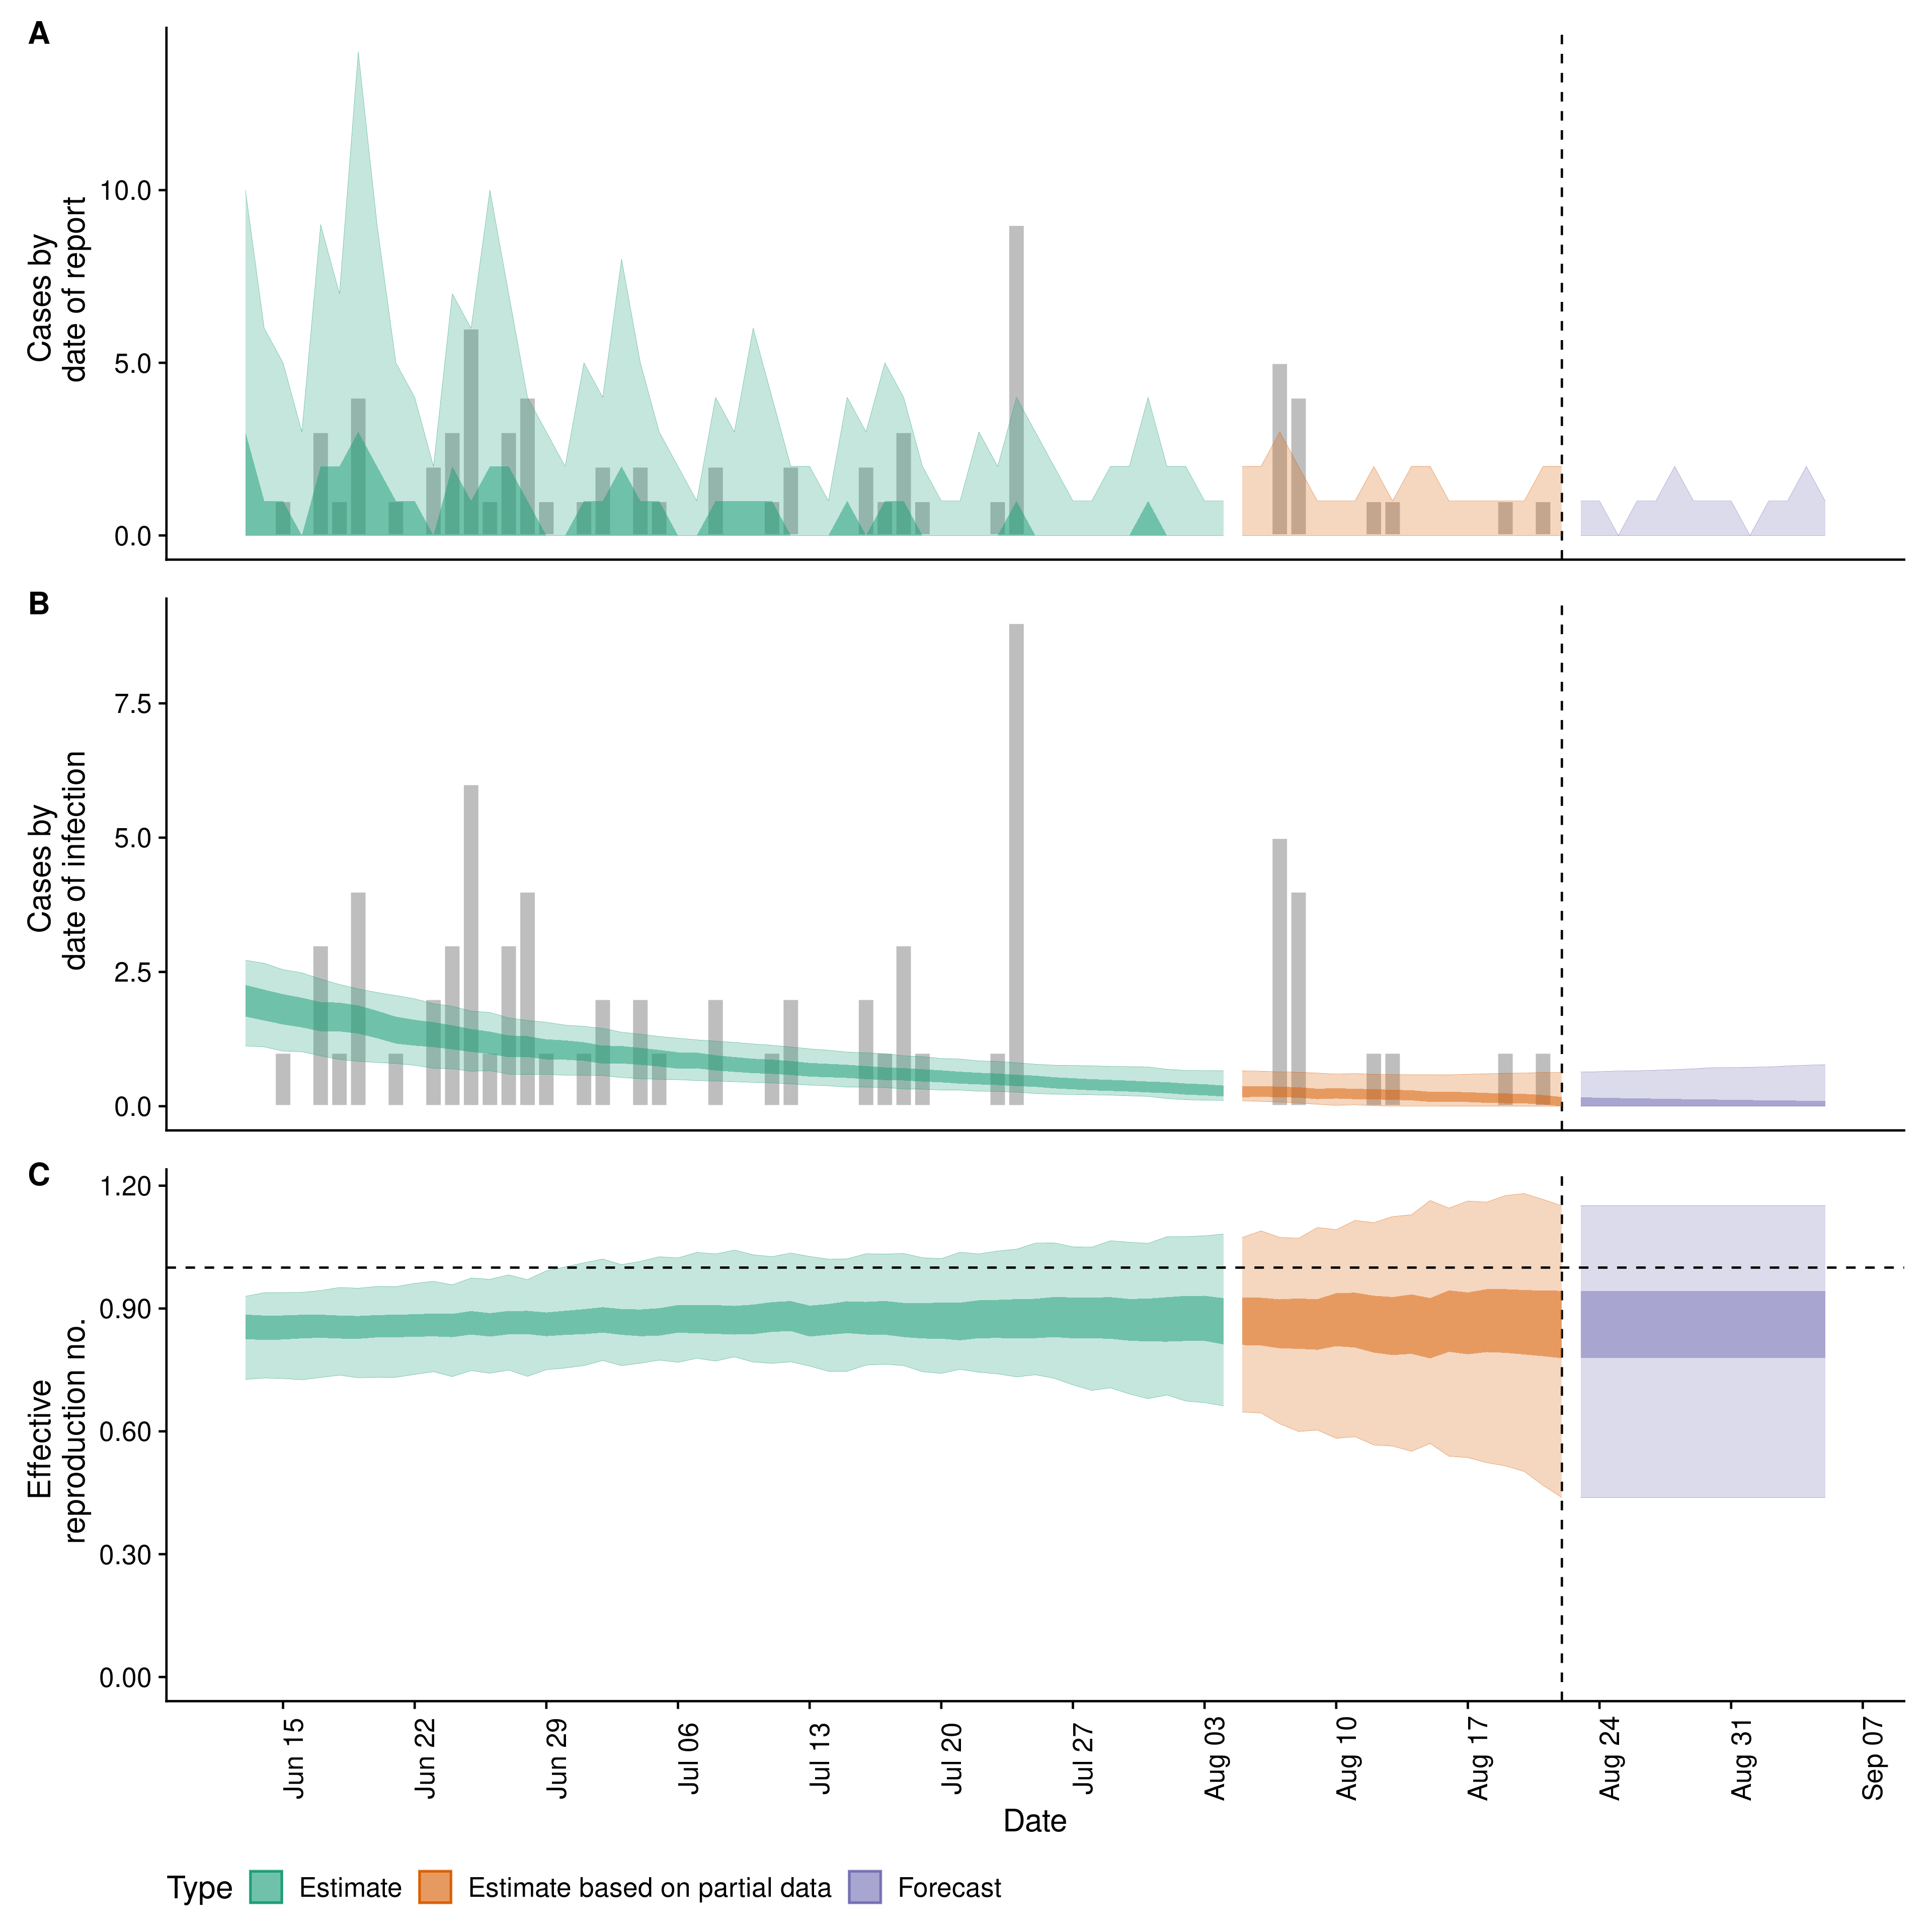 A
Cases by
date of report
10.0
5.0
0.0
B
Cases by
date of infection
7.5
5.0
2.5
0.0
C
Effective
reproduction no.
1.20
0.90
0.60
0.30
0.00
Jun 15
Jun 22
Jun 29
Jul 06
Jul 13
Jul 20
Jul 27
Aug 03
Aug 10
Aug 17
Aug 24
Aug 31
Sep 07
Date
Type Estimate Estimate based on partial data Forecast